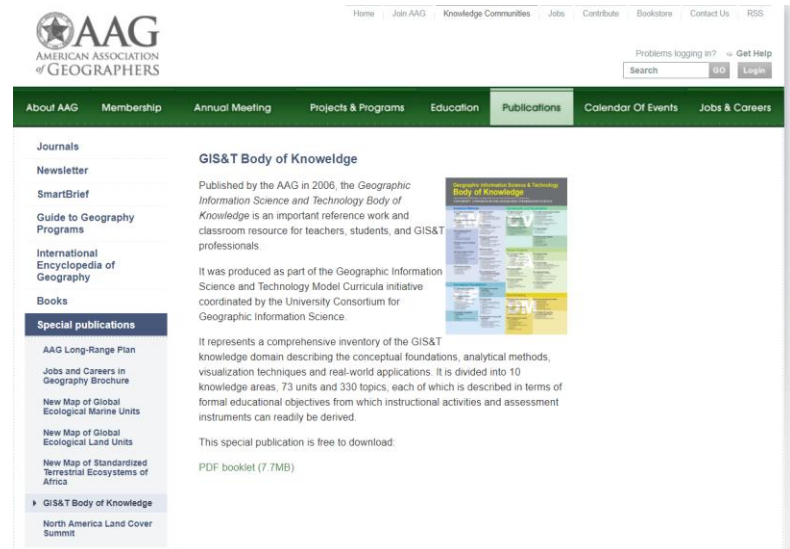 Home Join AAG Knowledge Communities Jobs Contribute Bookstore Contact Us RSS
AAG
AMERICAN ASSOCIATION
of GEOGRAPHERS
Problems logging in? Get Help
Search GO Login
About AAG Membership Annual Meeting Projects & Programs Education Publications Calendar Of Events Jobs & Careers
Journals
Newsletter
SmartBrief
Guide to Geography
Programs
International
Encyclopedia of
Geography
Books
Special publications
AAG Long-Range Plan
Jobs and Careers in
Geography Brochure
New Map of Global
Ecological Marine Units
New Map of Global
Ecological Land Units
New Map of Standardized
Terrestrial Ecosystems of
Africa
GIS&T Body of Knowledge
North America Land Cover
Summit
GIS&T Body of Knoweldge
Published by the AAG in 2006, the Geographic
Information Science and Technology Body of
Knowledge is an important reference work and
classroom resource for teachers, students, and GIS&T
professionals.
It was produced as part of the Geographic Information
Science and Technology Model Curricula initiative
coordinated by the University Consortium for
Geographic Information Science.
It represents a comprehensive inventory of the GIS&T
knowledge domain describing the conceptual foundations, analytical methods,
visualization techniques and real-world applications. It is divided into 10
knowledge areas, 73 units and 330 topics, each of which is described in terms of
formal educational objectives from which instructional activities and assessment
instruments can readily be derived.
This special publication is free to download:
PDF booklet (7.7MB)
Geographic Information Science & Technology
Body of Knowledge